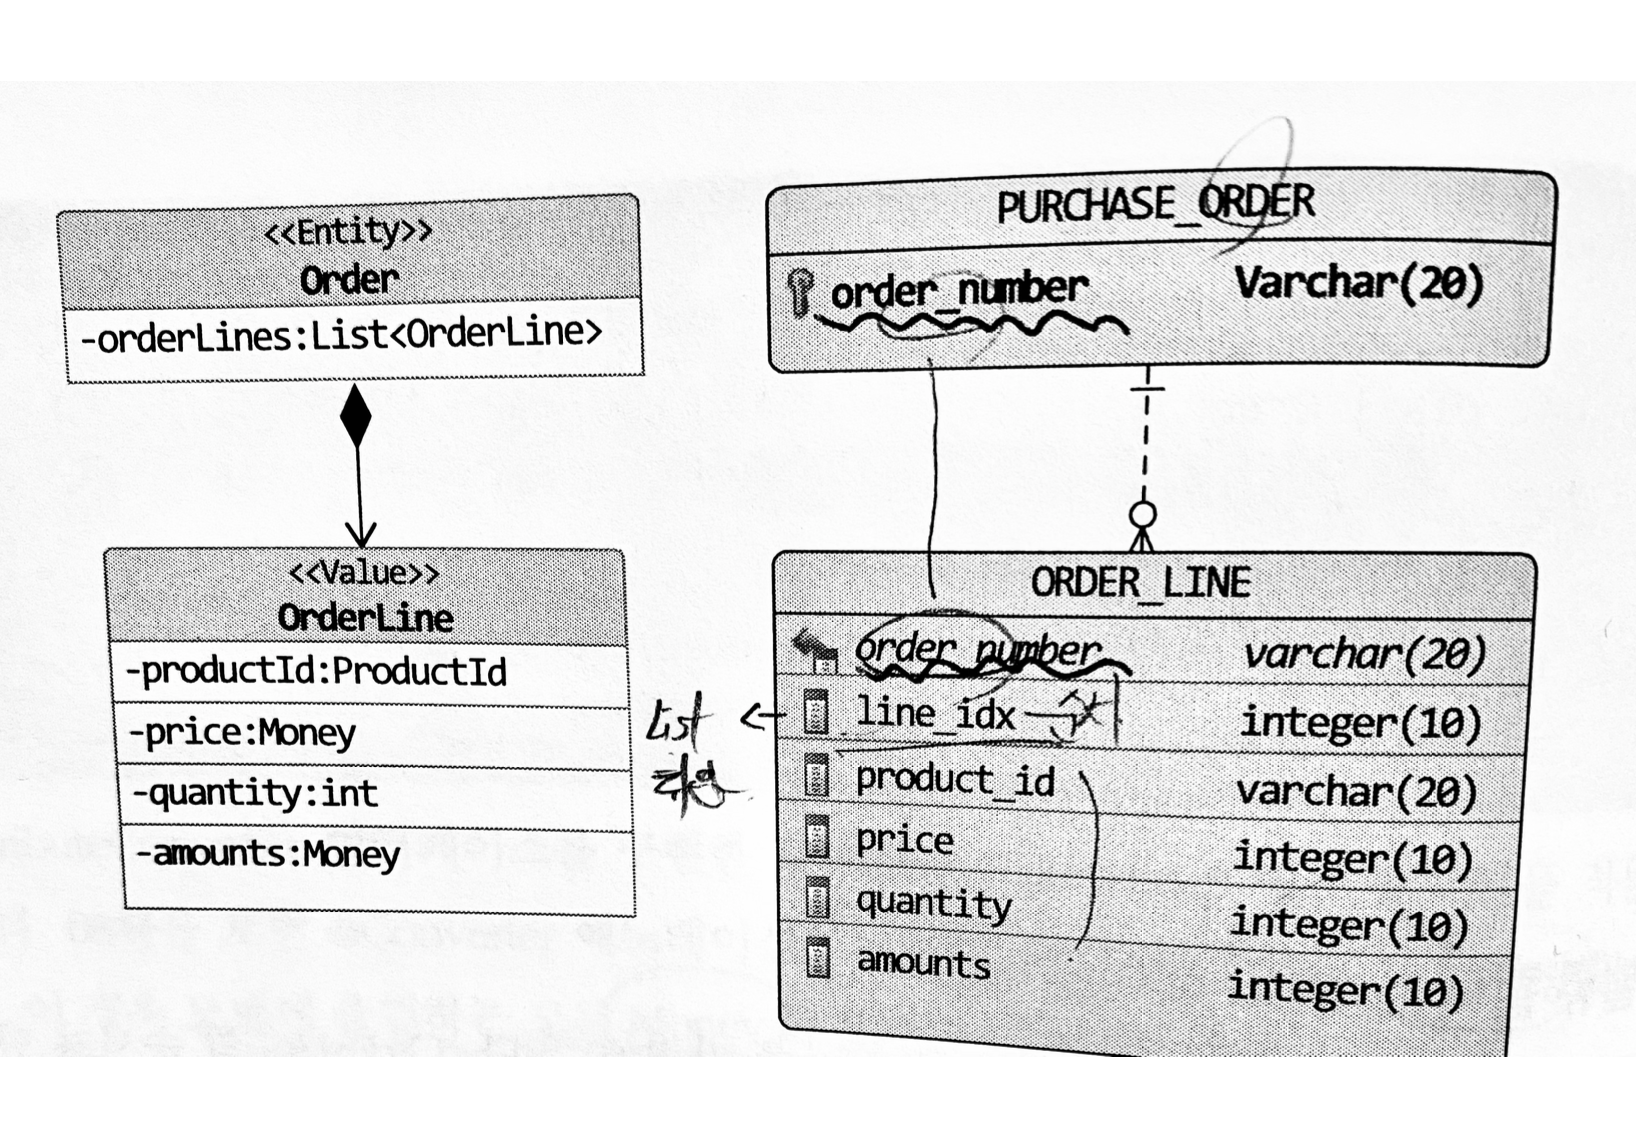 <<Entity>>
Order
-orderLines:List<OrderLine>
<<Value>>
OrderLine
-productId:ProductId
-price:Money
-quantity:int
-amounts:Money
PURCHASE_ORDER
order_number Varchar(20)
ORDER_LINE
order_number varchar(20)
List ← line_idx integer(10)
product_id varchar(20)
price integer(10)
quantity integer(10)
amounts integer(10)